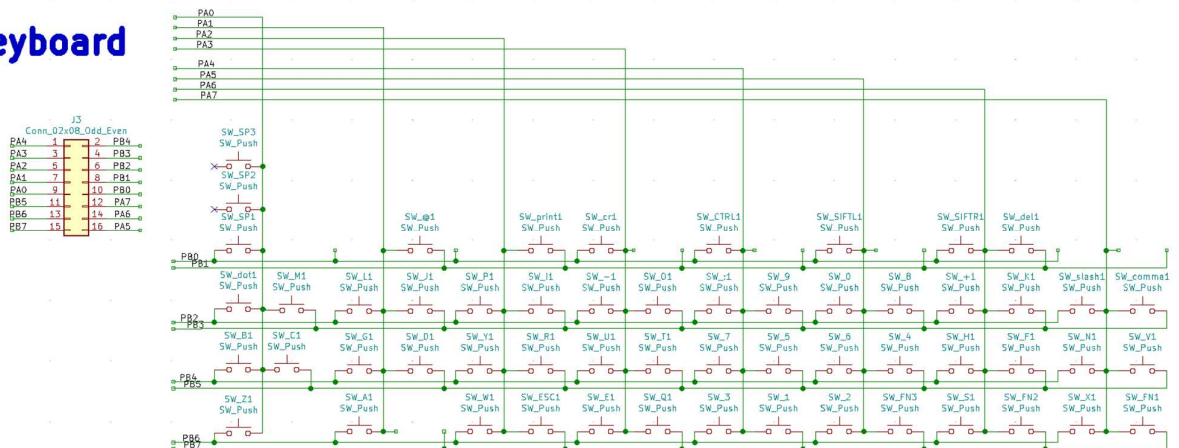 eyboard
PA0
PA1
PA2
PA3
PA4
PA5
PA6
PA7
J3
Conn_02x08_Odd_Even
PA4 1 2 PB4
PA3 3 4 PB3
PA2 5 6 PB2
PA1 7 8 PB1
PA0 9 10 PB0
PB5 11 12 PA7
PB6 13 14 PA6
PB7 15 16 PA5
SW_SP3
SW_Push
SW_SP2
SW_Push
SW_SP1 SW_@1 SW_print1 SW_cr1 SW_CTRL1 SW_SIFTL1 SW_SIFTR1 SW_del1
SW_Push SW_Push SW_Push SW_Push SW_Push SW_Push SW_Push SW_Push
PB0
PB1
SW_dot1 SW_M1 SW_L1 SW_J1 SW_P1 SW_I1 SW_-1 SW_O1 SW_:1 SW_9 SW_0 SW_8 SW_+1 SW_K1 SW_slash1 SW_comma1
SW_Push SW_Push SW_Push SW_Push SW_Push SW_Push SW_Push SW_Push SW_Push SW_Push SW_Push SW_Push SW_Push SW_Push SW_Push SW_Push
PB2
PB3
SW_B1 SW_C1 SW_G1 SW_D1 SW_Y1 SW_R1 SW_U1 SW_T1 SW_7 SW_5 SW_6 SW_4 SW_H1 SW_F1 SW_N1 SW_V1
SW_Push SW_Push SW_Push SW_Push SW_Push SW_Push SW_Push SW_Push SW_Push SW_Push SW_Push SW_Push SW_Push SW_Push SW_Push SW_Push
PB4
PB5
SW_Z1 SW_A1 SW_W1 SW_ESC1 SW_E1 SW_Q1 SW_3 SW_1 SW_2 SW_FN3 SW_S1 SW_FN2 SW_X1 SW_FN1
SW_Push SW_Push SW_Push SW_Push SW_Push SW_Push SW_Push SW_Push SW_Push SW_Push SW_Push SW_Push SW_Push SW_Push
PB6
PB7